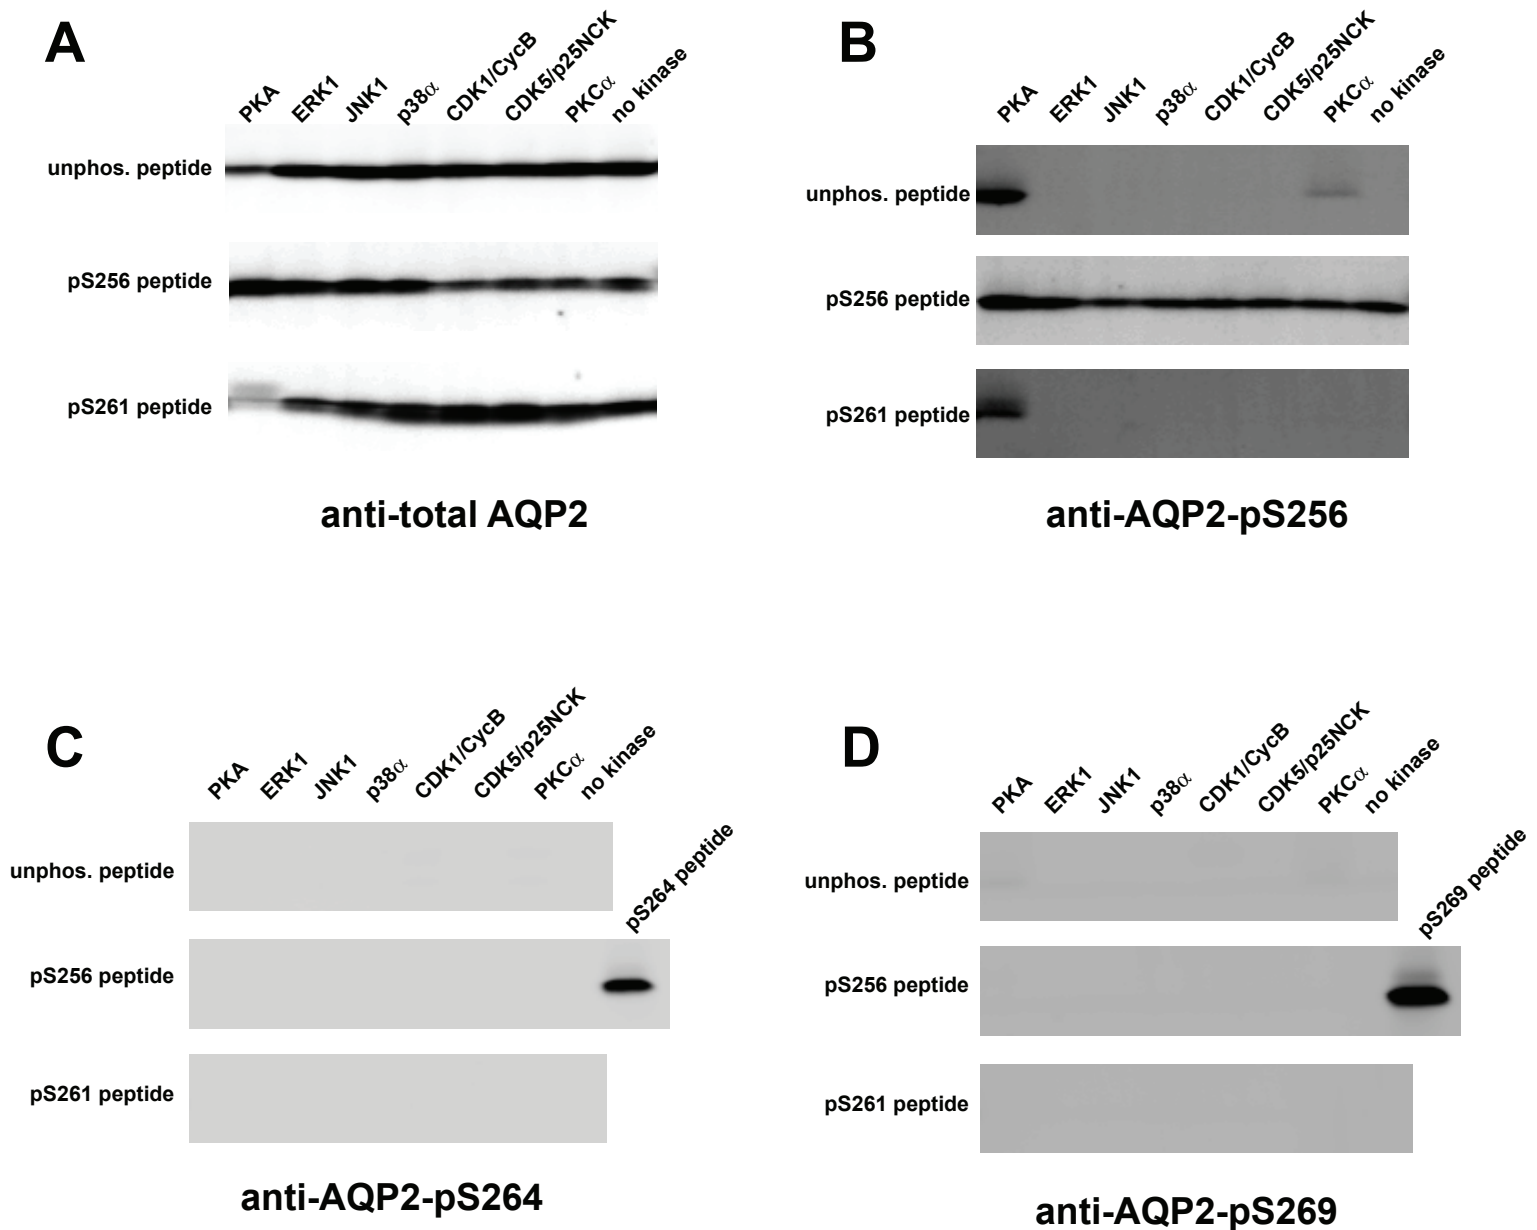 A
PKA
ERK1
JNK1
p38α
CDK1/CycB
CDK5/p25NCK
PKCα
no kinase
unphos. peptide
pS256 peptide
pS261 peptide
anti-total AQP2
B
PKA
ERK1
JNK1
p38α
CDK1/CycB
CDK5/p25NCK
PKCα
no kinase
unphos. peptide
pS256 peptide
pS261 peptide
anti-AQP2-pS256
C
PKA
ERK1
JNK1
p38α
CDK1/CycB
CDK5/p25NCK
PKCα
no kinase
pS264 peptide
unphos. peptide
pS256 peptide
pS261 peptide
anti-AQP2-pS264
D
PKA
ERK1
JNK1
p38α
CDK1/CycB
CDK5/p25NCK
PKCα
no kinase
pS269 peptide
unphos. peptide
pS256 peptide
pS261 peptide
anti-AQP2-pS269